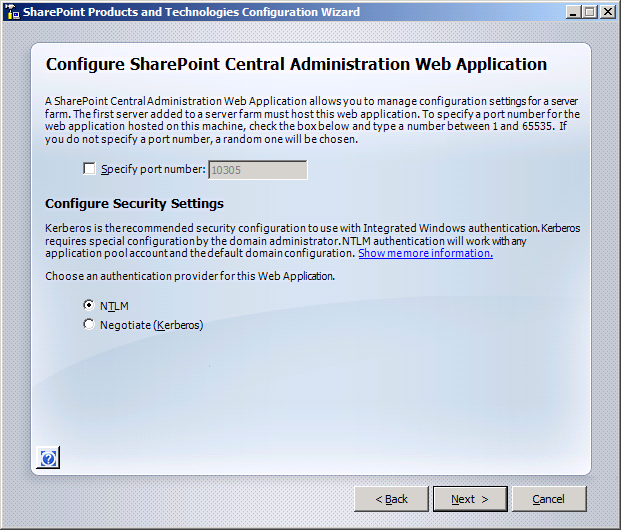 SharePoint Products and Technologies Configuration Wizard
Configure SharePoint Central Administration Web Application
A SharePoint Central Administration Web Application allows you to manage configuration settings for a server
farm. The first server added to a server farm must host this web application. To specify a port number for the
web application hosted on this machine, check the box below and type a number between 1 and 65535. If
you do not specify a port number, a random one will be chosen.
Specify port number: 10305
Configure Security Settings
Kerberos is the recommended security configuration to use with Integrated Windows authentication. Kerberos
requires special configuration by the domain administrator. NTLM authentication will work with any
application pool account and the default domain configuration. Show me more information.
Choose an authentication provider for this Web Application.
NTLM
Negotiate (Kerberos)
< Back Next > Cancel